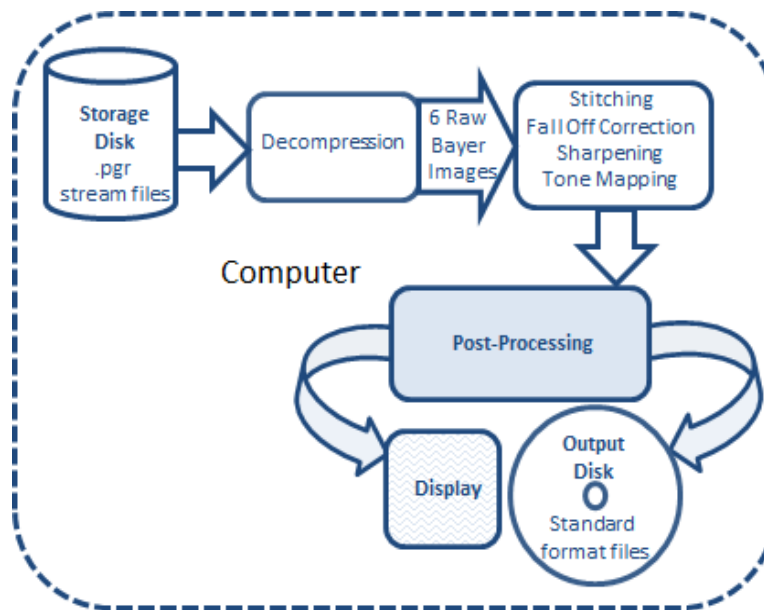 Storage
Disk
.pgr
stream files
Decompression
6 Raw
Bayer
Images
Stitching
Fall Off Correction
Sharpening
Tone Mapping
Computer
Post-Processing
Display
Output
Disk
Standard
format files